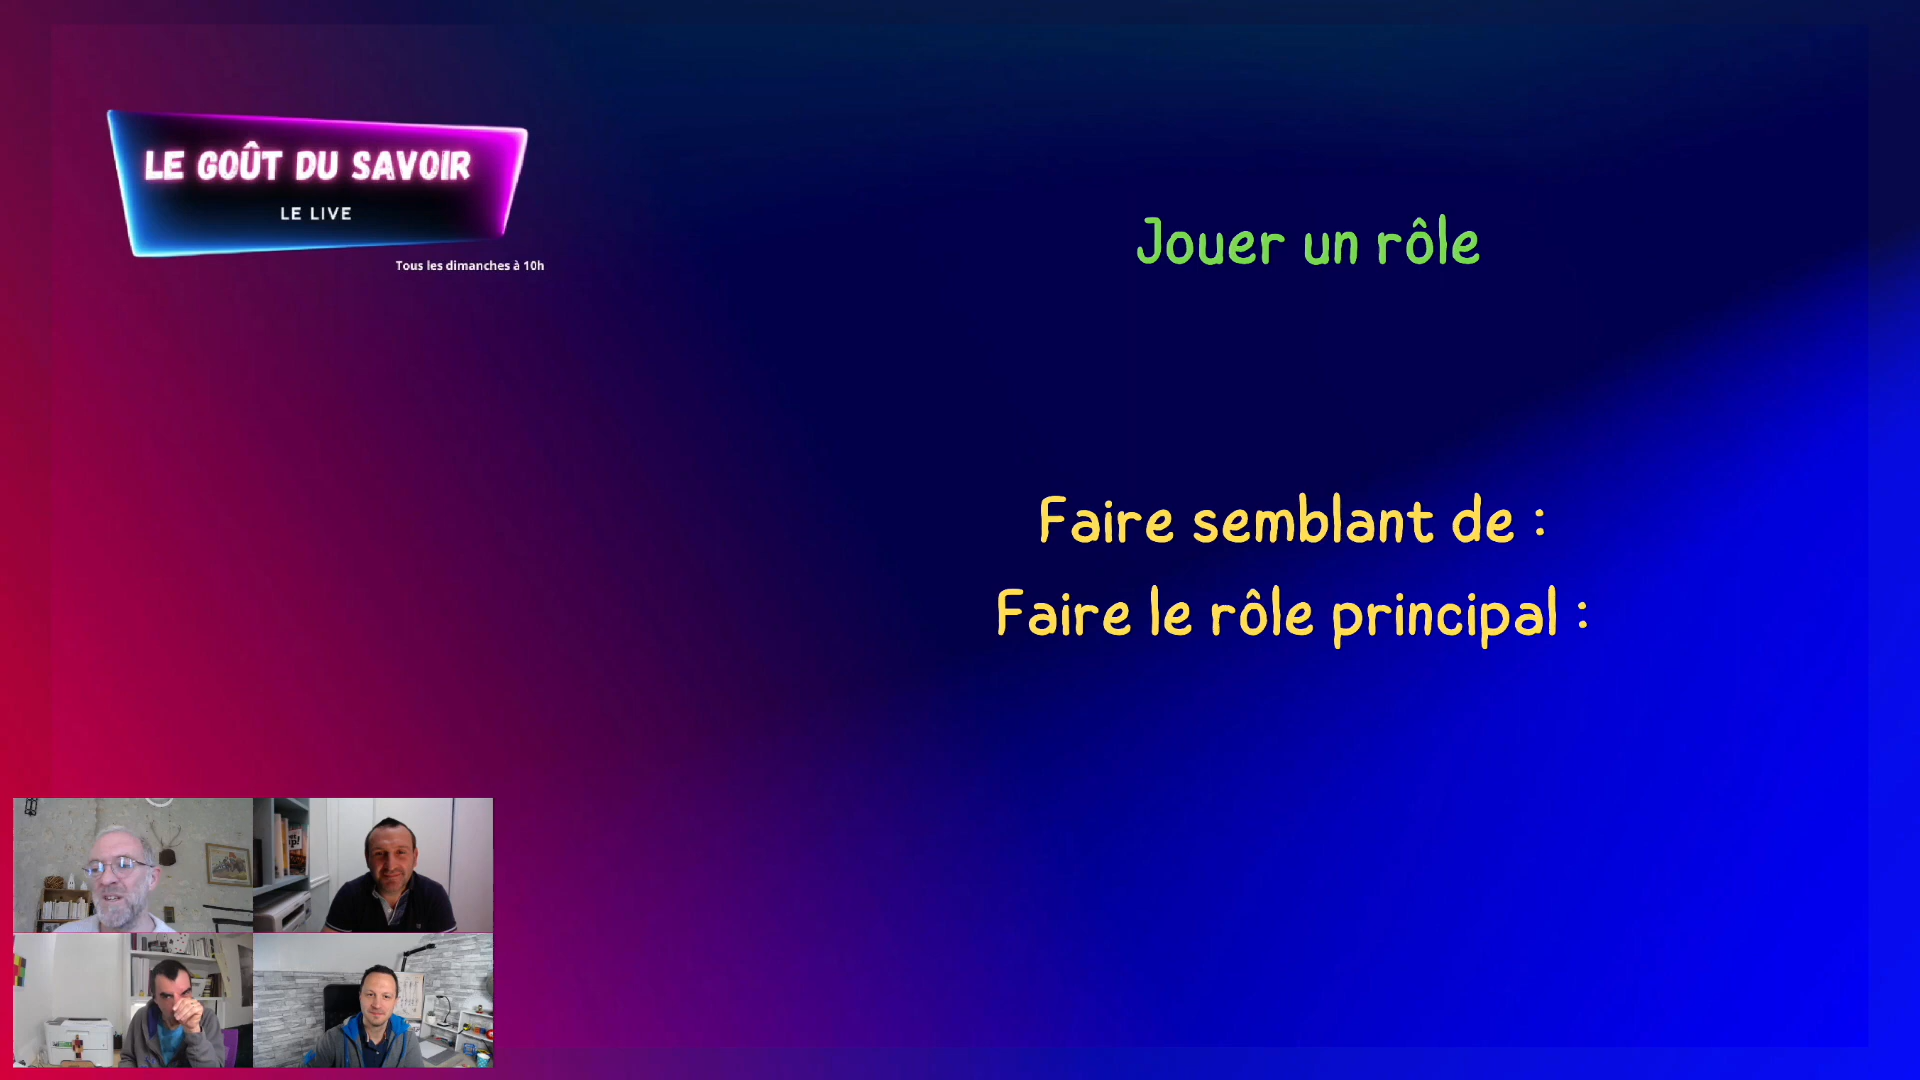 LE GOÛT DU SAVOIR
LE LIVE
Tous les dimanches à 10h
Jouer un rôle
Faire semblant de :
Faire le rôle principal :